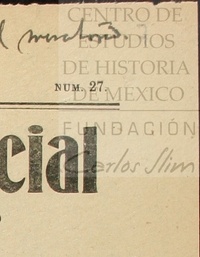 CENTRO DE
ESTUDIOS
DE HISTORIA
DE MEXICO
NUM. 27.
FUNDACIÓN
Carlos Slim
cial